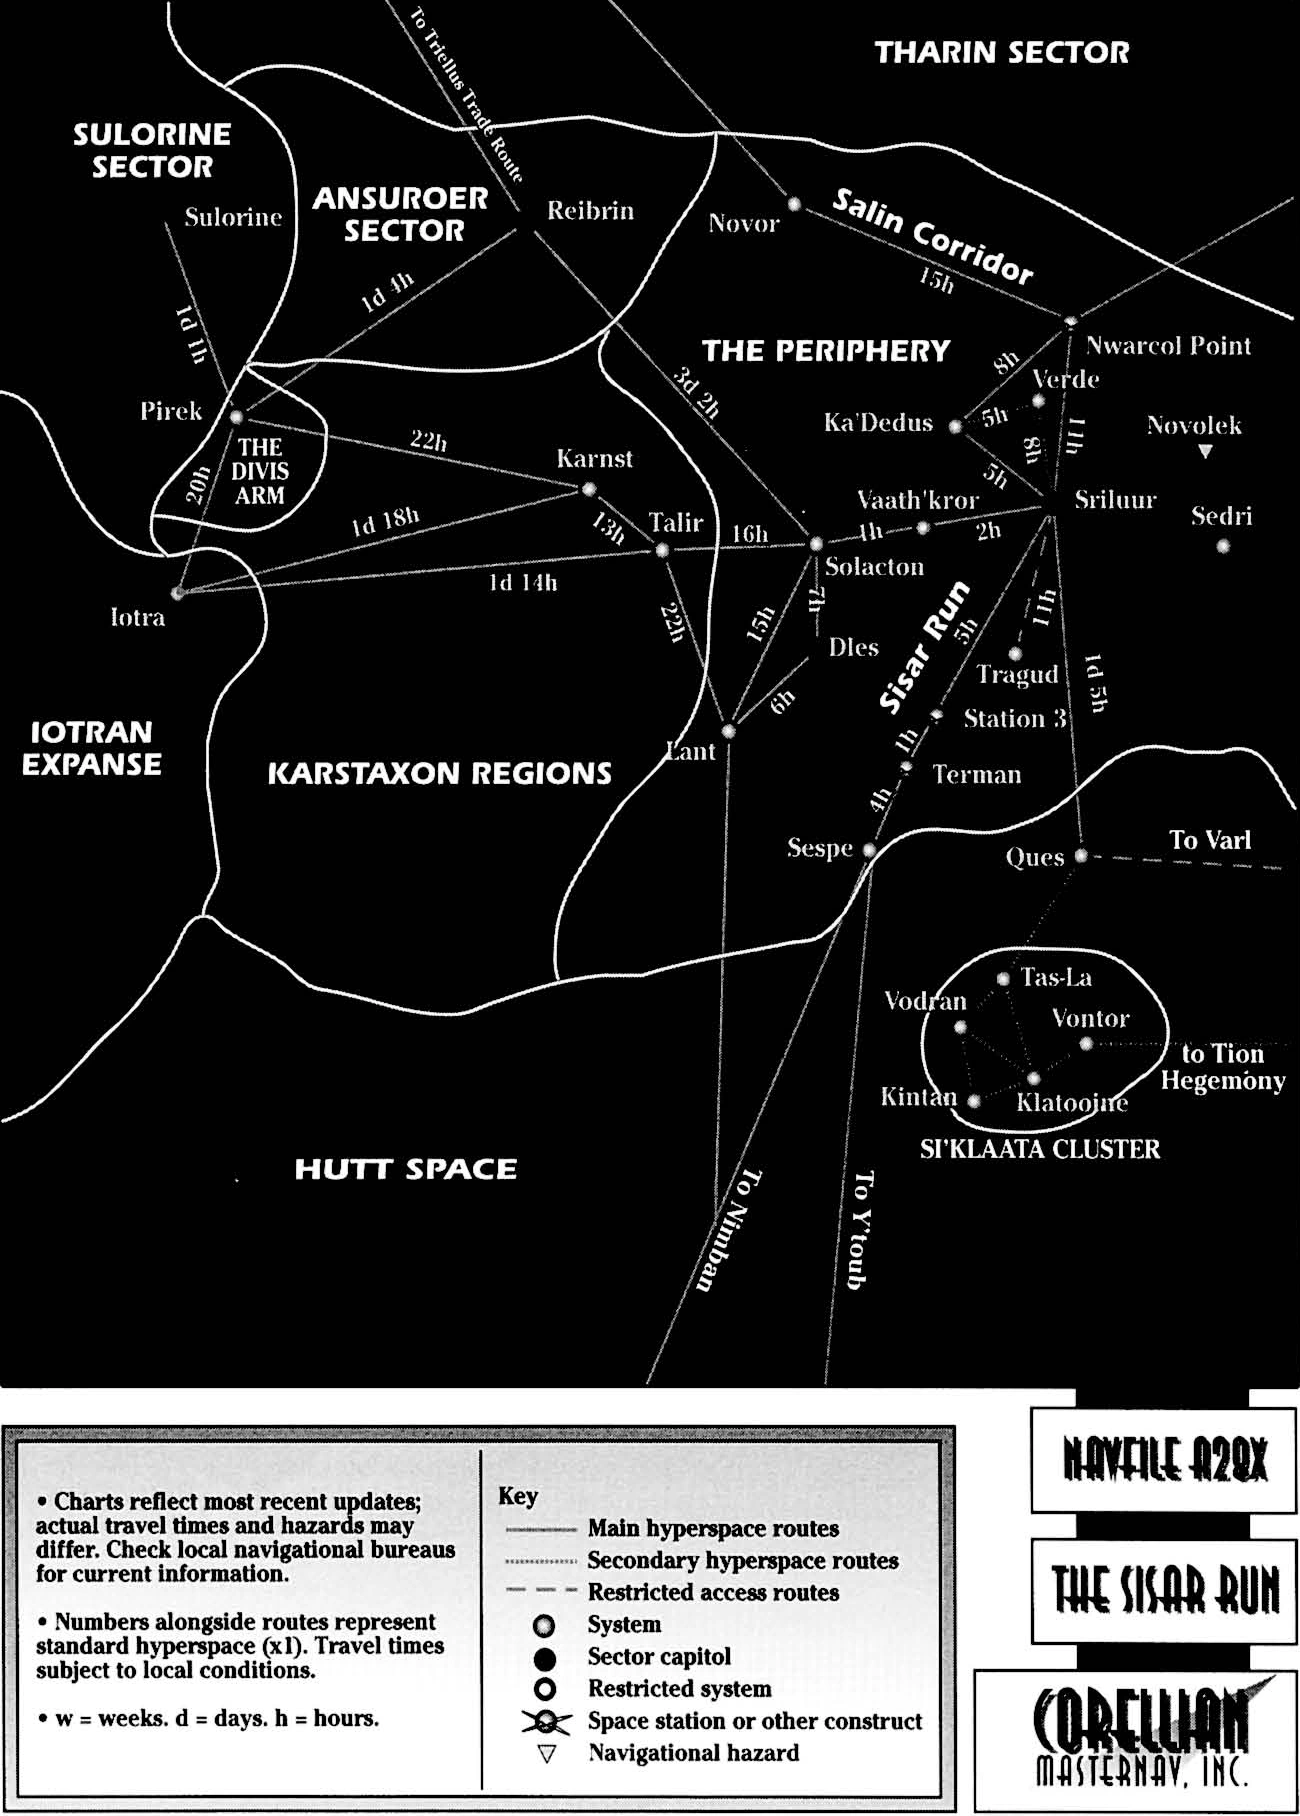 To Triellus Trade Route
THARIN SECTOR
SULORINE
SECTOR
ANSUROER
SECTOR
Sulorine
Reibrin
Novor
Salin Corridor
15h
1d 4h
1d 1h
THE PERIPHERY
Nwarcol Point
8h
Verde
3d 2h
Pirek
Ka'Dedus
5h
8h
11h
Novolek
THE
DIVIS
ARM
22h
Karnst
20h
5h
Vaath'kror
Sriluur
Sedri
1d 18h
13h
Talir
16h
1h
2h
Solacton
1d 14h
Iotra
22h
15h
7h
Dles
6h
Sisar Run
5h
11h
Tragud
1d 5h
Lant
Station 3
1h
Terman
4h
IOTRAN
EXPANSE
KARSTAXON REGIONS
Sespe
Ques
To Varl
Tas-La
Vodran
Vontor
to Tion
Hegemony
Kintan
Klatooine
SI'KLAATA CLUSTER
HUTT SPACE
To Nimban
To Y'toub
• Charts reflect most recent updates;
actual travel times and hazards may
differ. Check local navigational bureaus
for current information.
• Numbers alongside routes represent
standard hyperspace (x1). Travel times
subject to local conditions.
• w = weeks. d = days. h = hours.
Key
Main hyperspace routes
Secondary hyperspace routes
Restricted access routes
System
Sector capitol
Restricted system
Space station or other construct
Navigational hazard
NAVFILE A28X
THE SISAR RUN
CORELLIAN
MASTERNAV, INC.